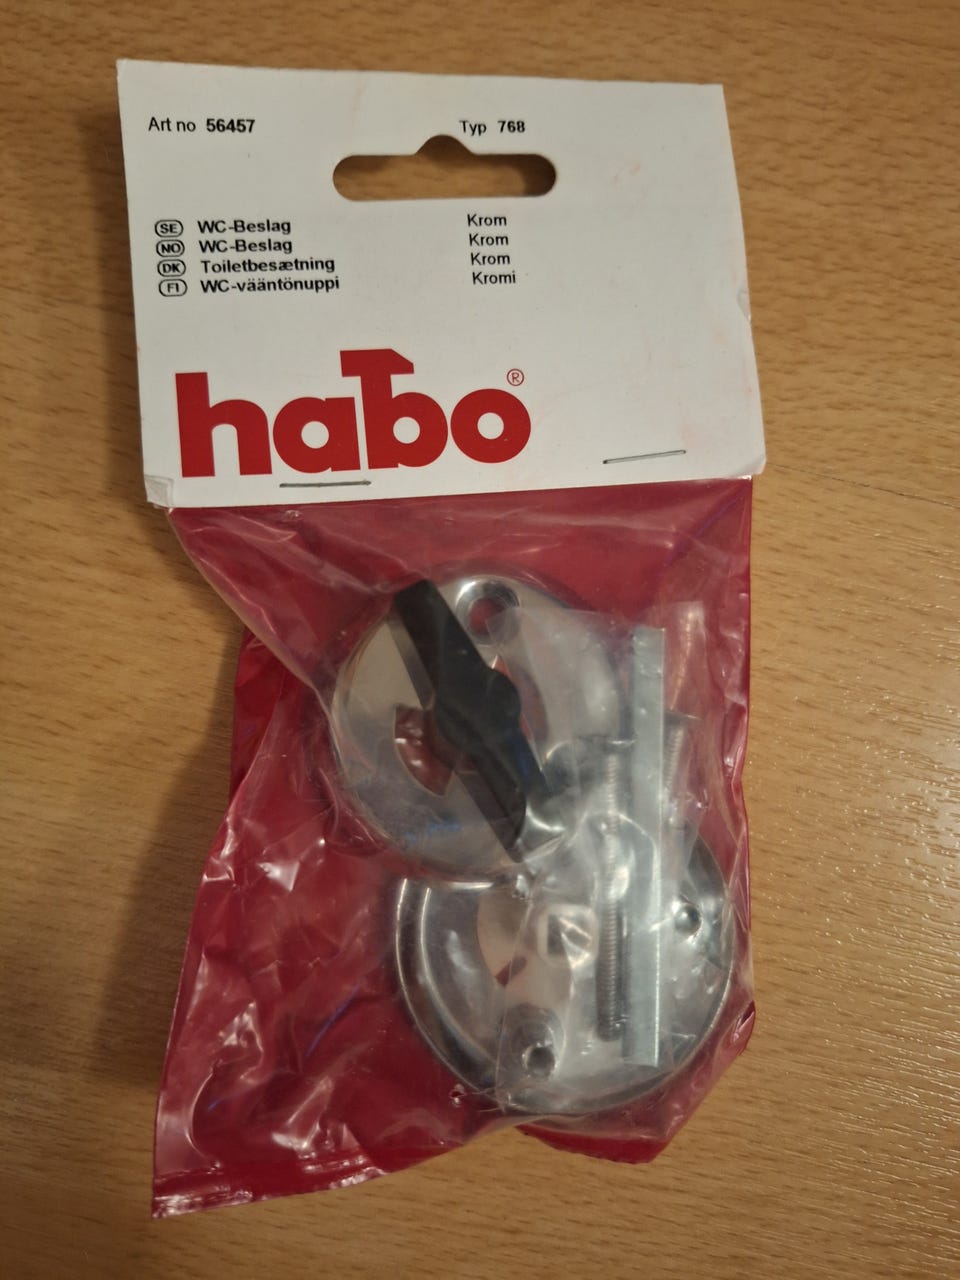 Art no 56457 Typ 768
SE WC-Beslag Krom
NO WC-Beslag Krom
DK Toiletbesætning Krom
FI WC-vääntönuppi Kromi
habo®